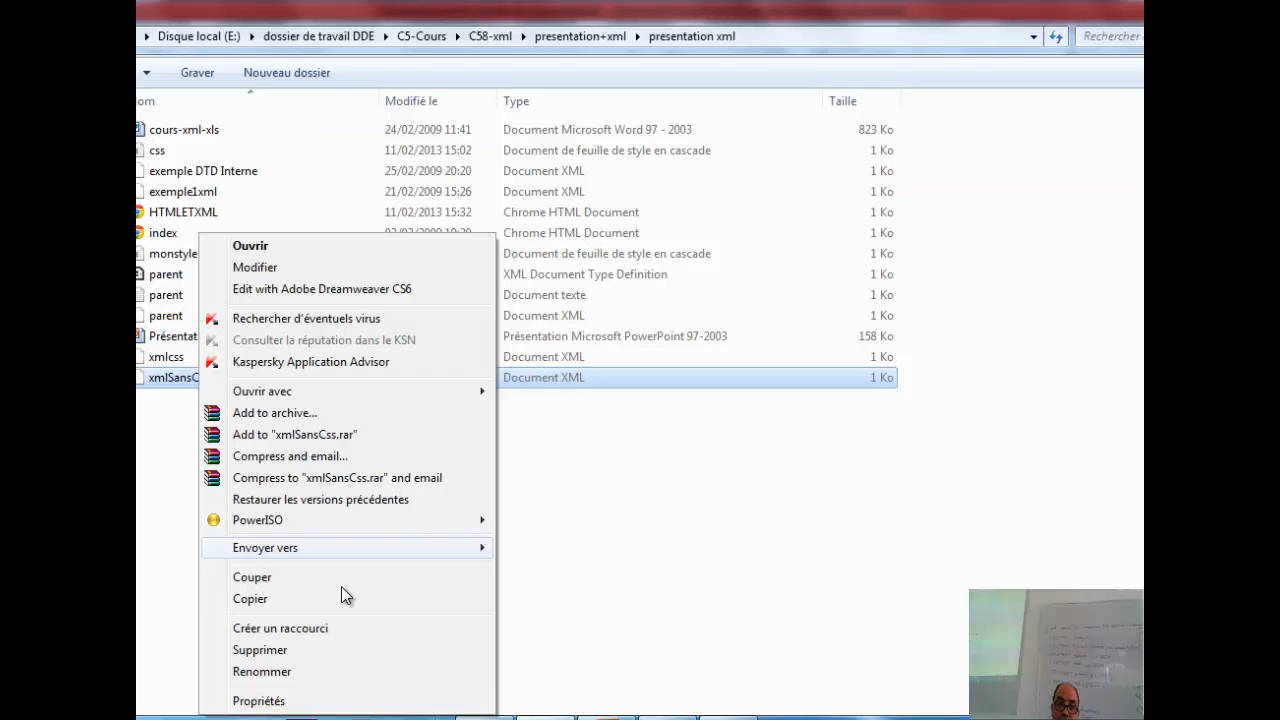 Disque local (E:) dossier de travail DDE C5-Cours C58-xml presentation+xml presentation xml Rechercher
Graver Nouveau dossier
om Modifié le Type Taille
cours-xml-xls 24/02/2009 11:41 Document Microsoft Word 97 - 2003 823 Ko
css 11/02/2013 15:02 Document de feuille de style en cascade 1 Ko
exemple DTD Interne 25/02/2009 20:20 Document XML 1 Ko
exemple1xml 21/02/2009 15:26 Document XML 1 Ko
HTMLETXML 11/02/2013 15:32 Chrome HTML Document 1 Ko
index Chrome HTML Document 1 Ko
monstyle Document de feuille de style en cascade 1 Ko
parent XML Document Type Definition 1 Ko
parent Document texte 1 Ko
parent Document XML 1 Ko
Présentat Présentation Microsoft PowerPoint 97-2003 158 Ko
xmlcss Document XML 1 Ko
xmlSansC Document XML 1 Ko
Ouvrir
Modifier
Edit with Adobe Dreamweaver CS6
Rechercher d'éventuels virus
Consulter la réputation dans le KSN
Kaspersky Application Advisor
Ouvrir avec
Add to archive...
Add to "xmlSansCss.rar"
Compress and email...
Compress to "xmlSansCss.rar" and email
Restaurer les versions précédentes
PowerISO
Envoyer vers
Couper
Copier
Créer un raccourci
Supprimer
Renommer
Propriétés